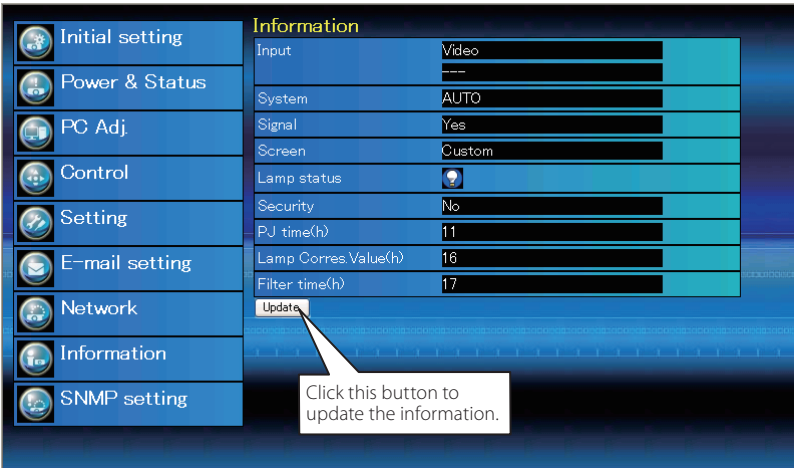 Initial setting
Power & Status
PC Adj.
Control
Setting
E-mail setting
Network
Information
SNMP setting
Information
Input Video
---
System AUTO
Signal Yes
Screen Custom
Lamp status
Security No
PJ time(h) 11
Lamp Corres.Value(h) 16
Filter time(h) 17
Update
Click this button to
update the information.